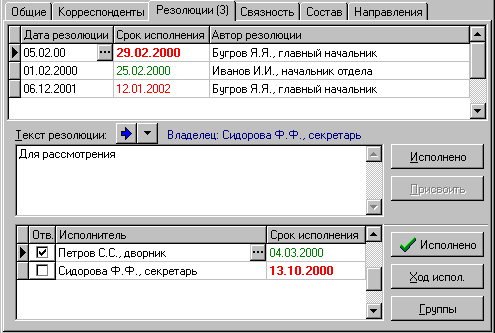 Общие Корреспонденты Резолюции (3) Связность Состав Направления
Дата резолюции Срок исполнения Автор резолюции
05.02.00 ... 29.02.2000 Бугров Я.Я., главный начальник
01.02.2000 25.02.2000 Иванов И.И., начальник отдела
06.12.2001 12.01.2002 Бугров Я.Я., главный начальник
Текст резолюции: Владелец: Сидорова Ф.Ф., секретарь
Для рассмотрения
Исполнено
Присвоить
Отв. Исполнитель Срок исполнения
Петров С.С., дворник ... 04.03.2000
Сидорова Ф.Ф., секретарь 13.10.2000
Исполнено
Ход испол.
Группы